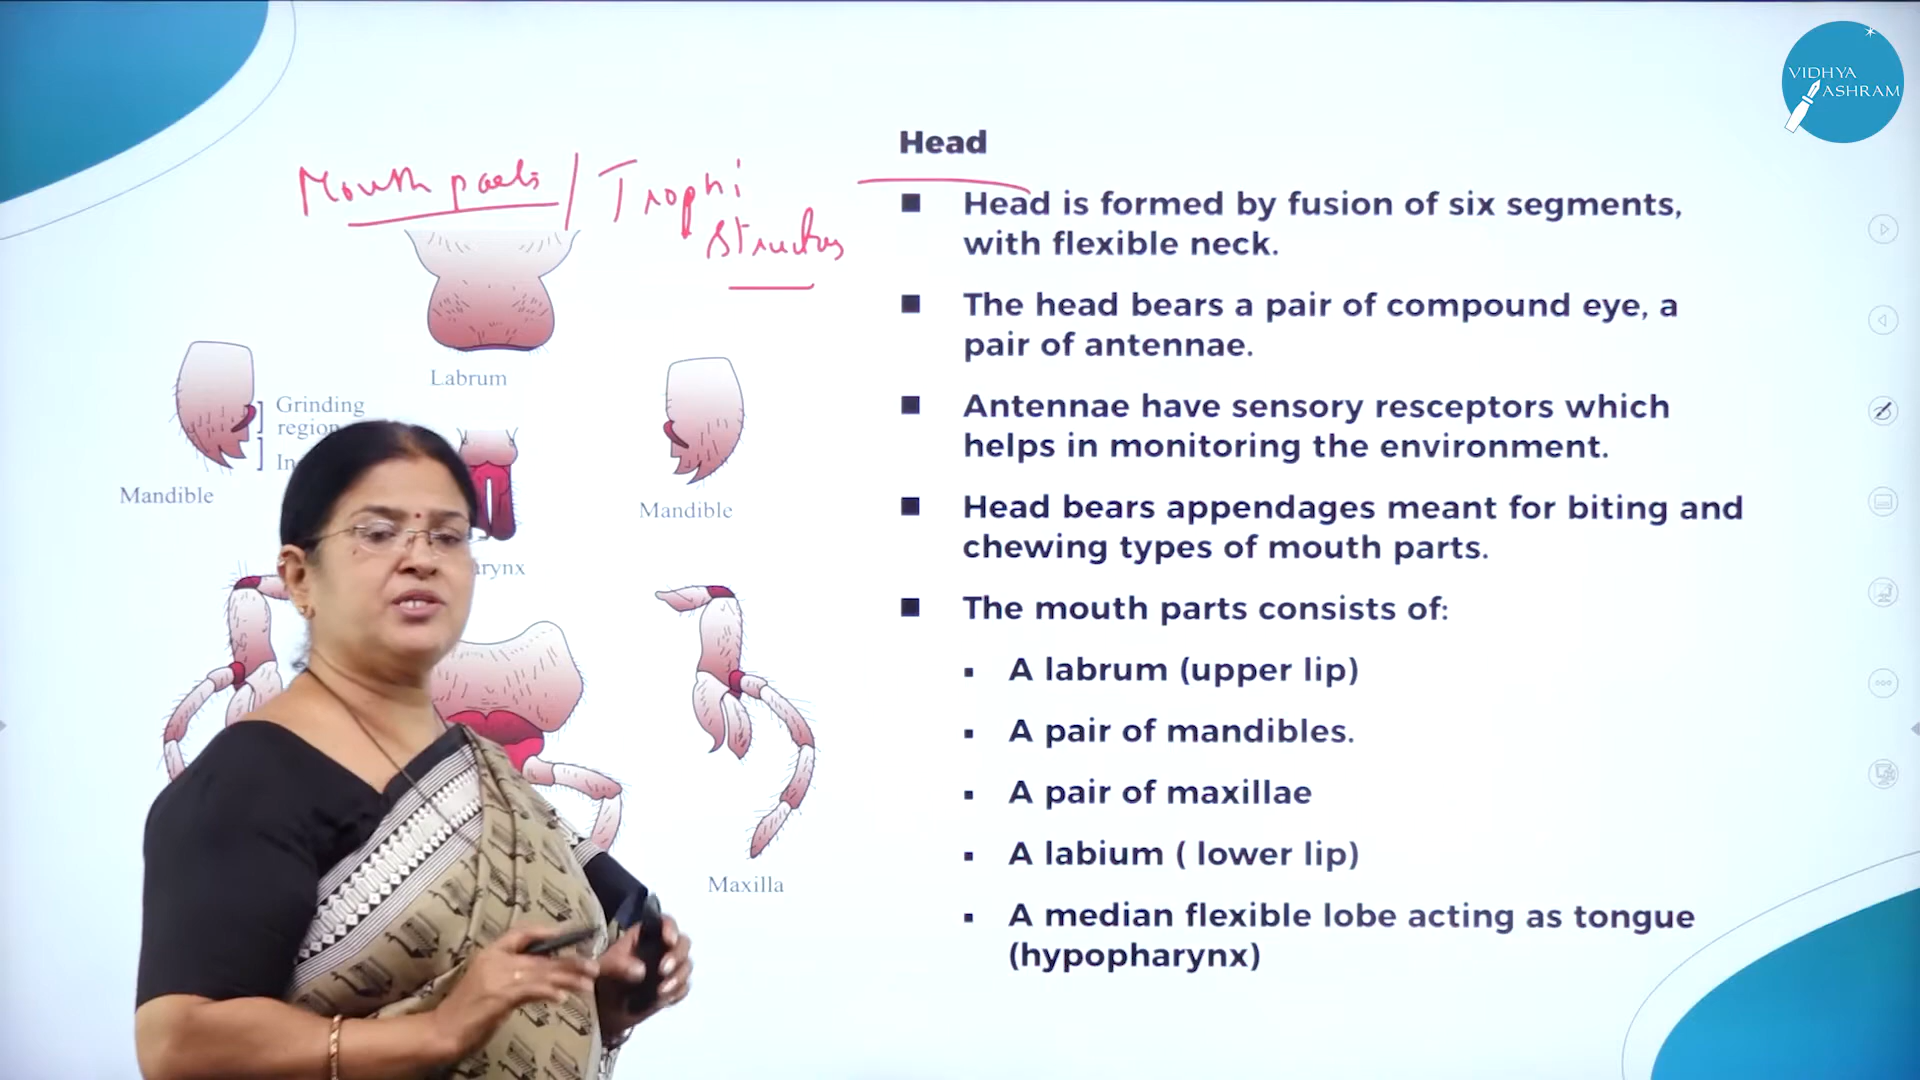 VIDHYA
ASHRAM
Head
Mouth parts / Trophi
structures
Head is formed by fusion of six segments,
with flexible neck.
The head bears a pair of compound eye, a
pair of antennae.
Antennae have sensory resceptors which
helps in monitoring the environment.
Head bears appendages meant for biting and
chewing types of mouth parts.
The mouth parts consists of:
A labrum (upper lip)
A pair of mandibles.
A pair of maxillae
A labium ( lower lip)
A median flexible lobe acting as tongue
(hypopharynx)
Labrum
Grinding
region
In
Mandible
Mandible
arynx
Maxilla